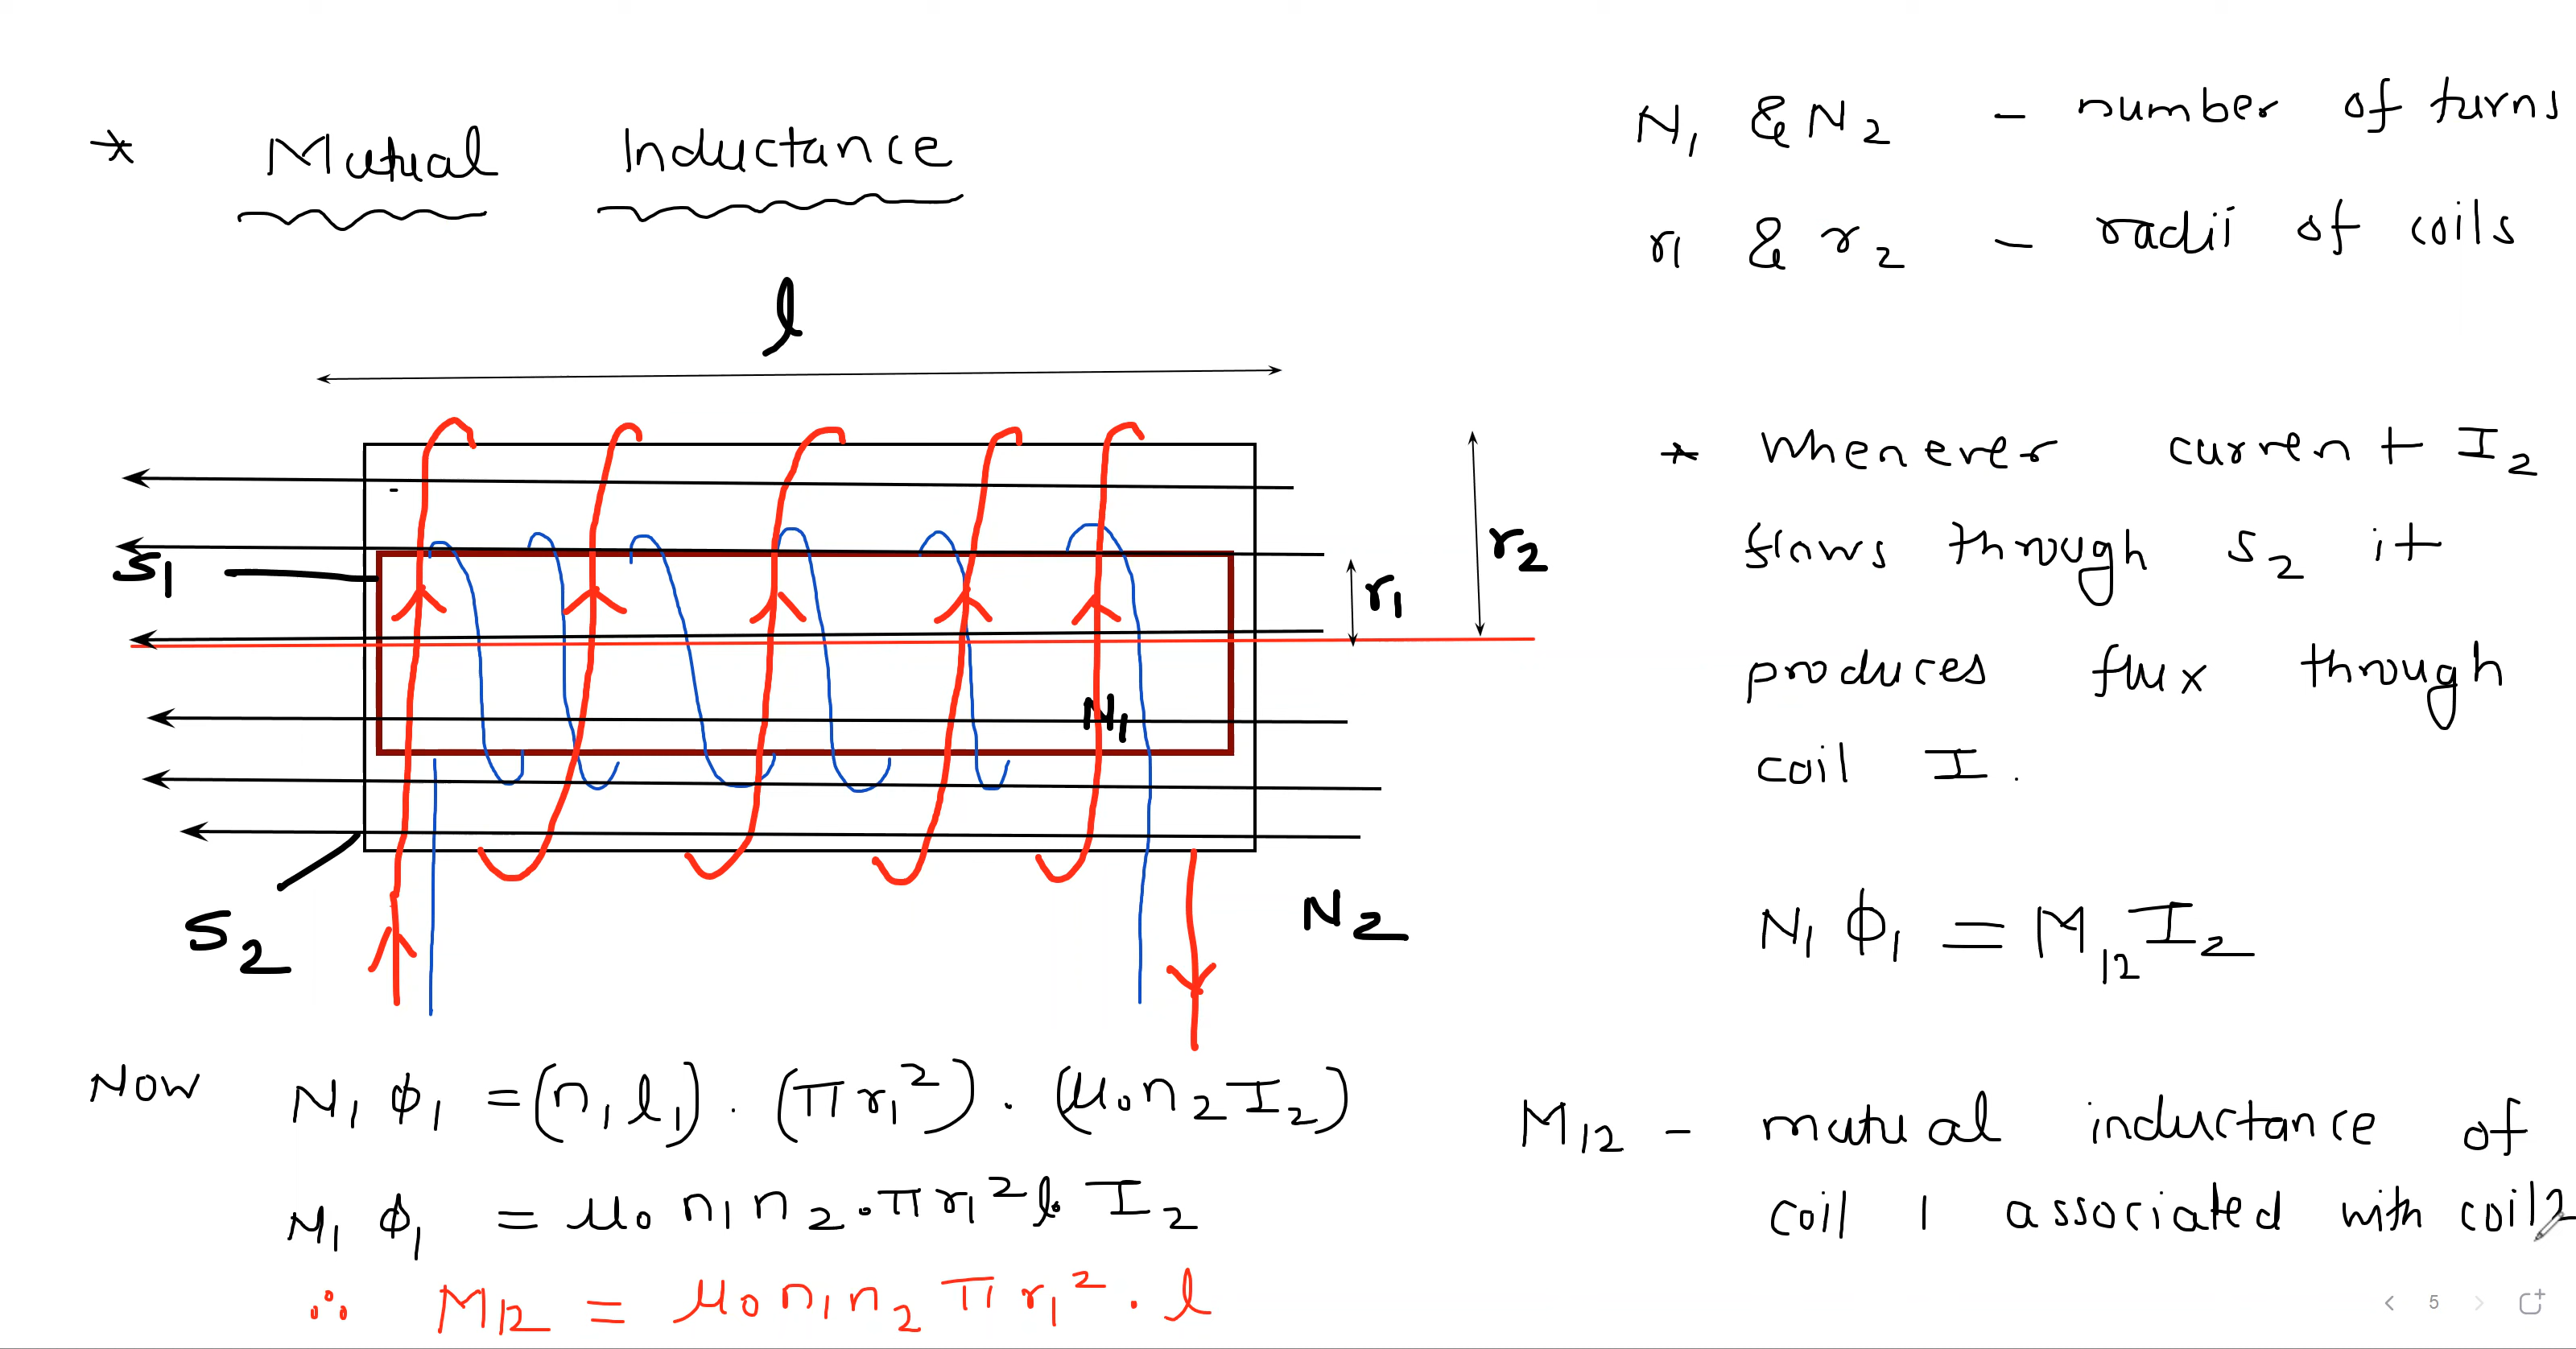 * Mutual Inductance
l
S1
r1
r2
N1
S2
N2
Now N1 ϕ1 = (n1 l1) . (π r1²) . (μ0 n2 I2)
N1 ϕ1 = μ0 n1 n2 . π r1² l . I2
∴ M12 = μ0 n1 n2 π r1² . l
N1 & N2 - number of turns
r1 & r2 - radii of coils
* Whenever current I2
flows through S2 it
produces flux through
coil I .
N1 ϕ1 = M12 I2
M12 - mutual inductance of
coil 1 associated with coil 2
5